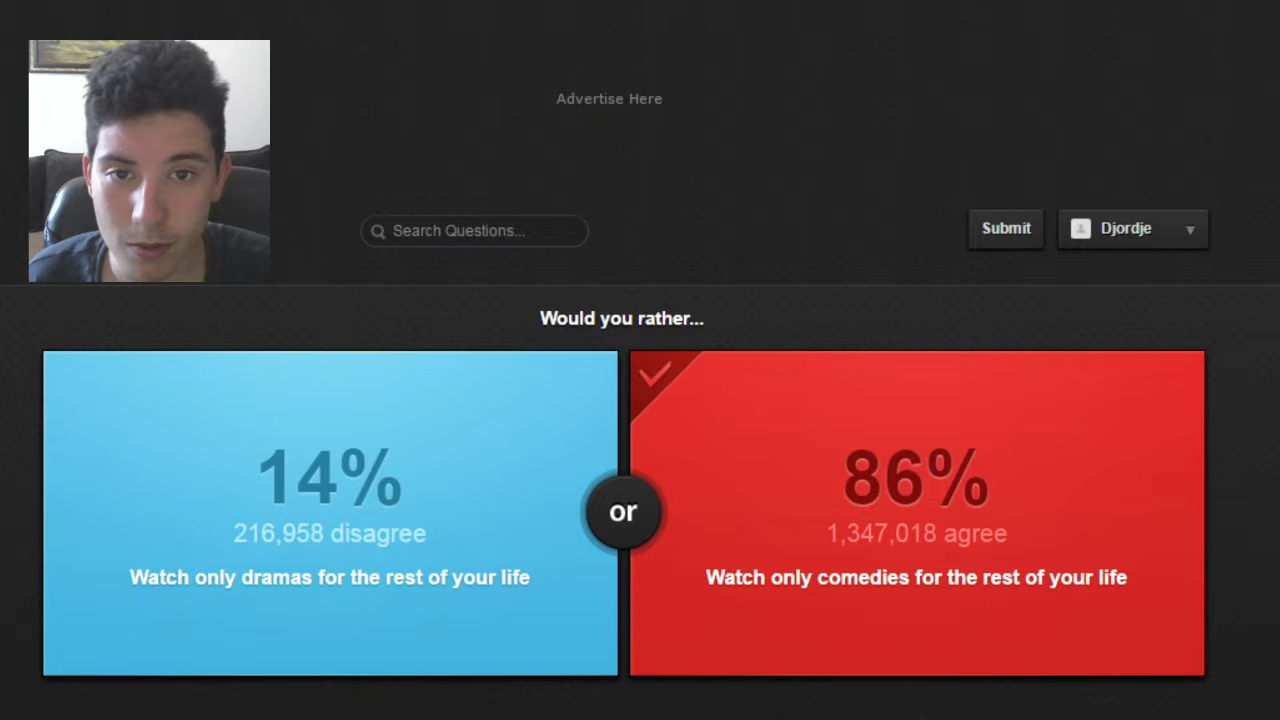 Advertise Here
Search Questions...
Submit
Djordje
Would you rather...
14%
216,958 disagree
Watch only dramas for the rest of your life
or
86%
1,347,018 agree
Watch only comedies for the rest of your life